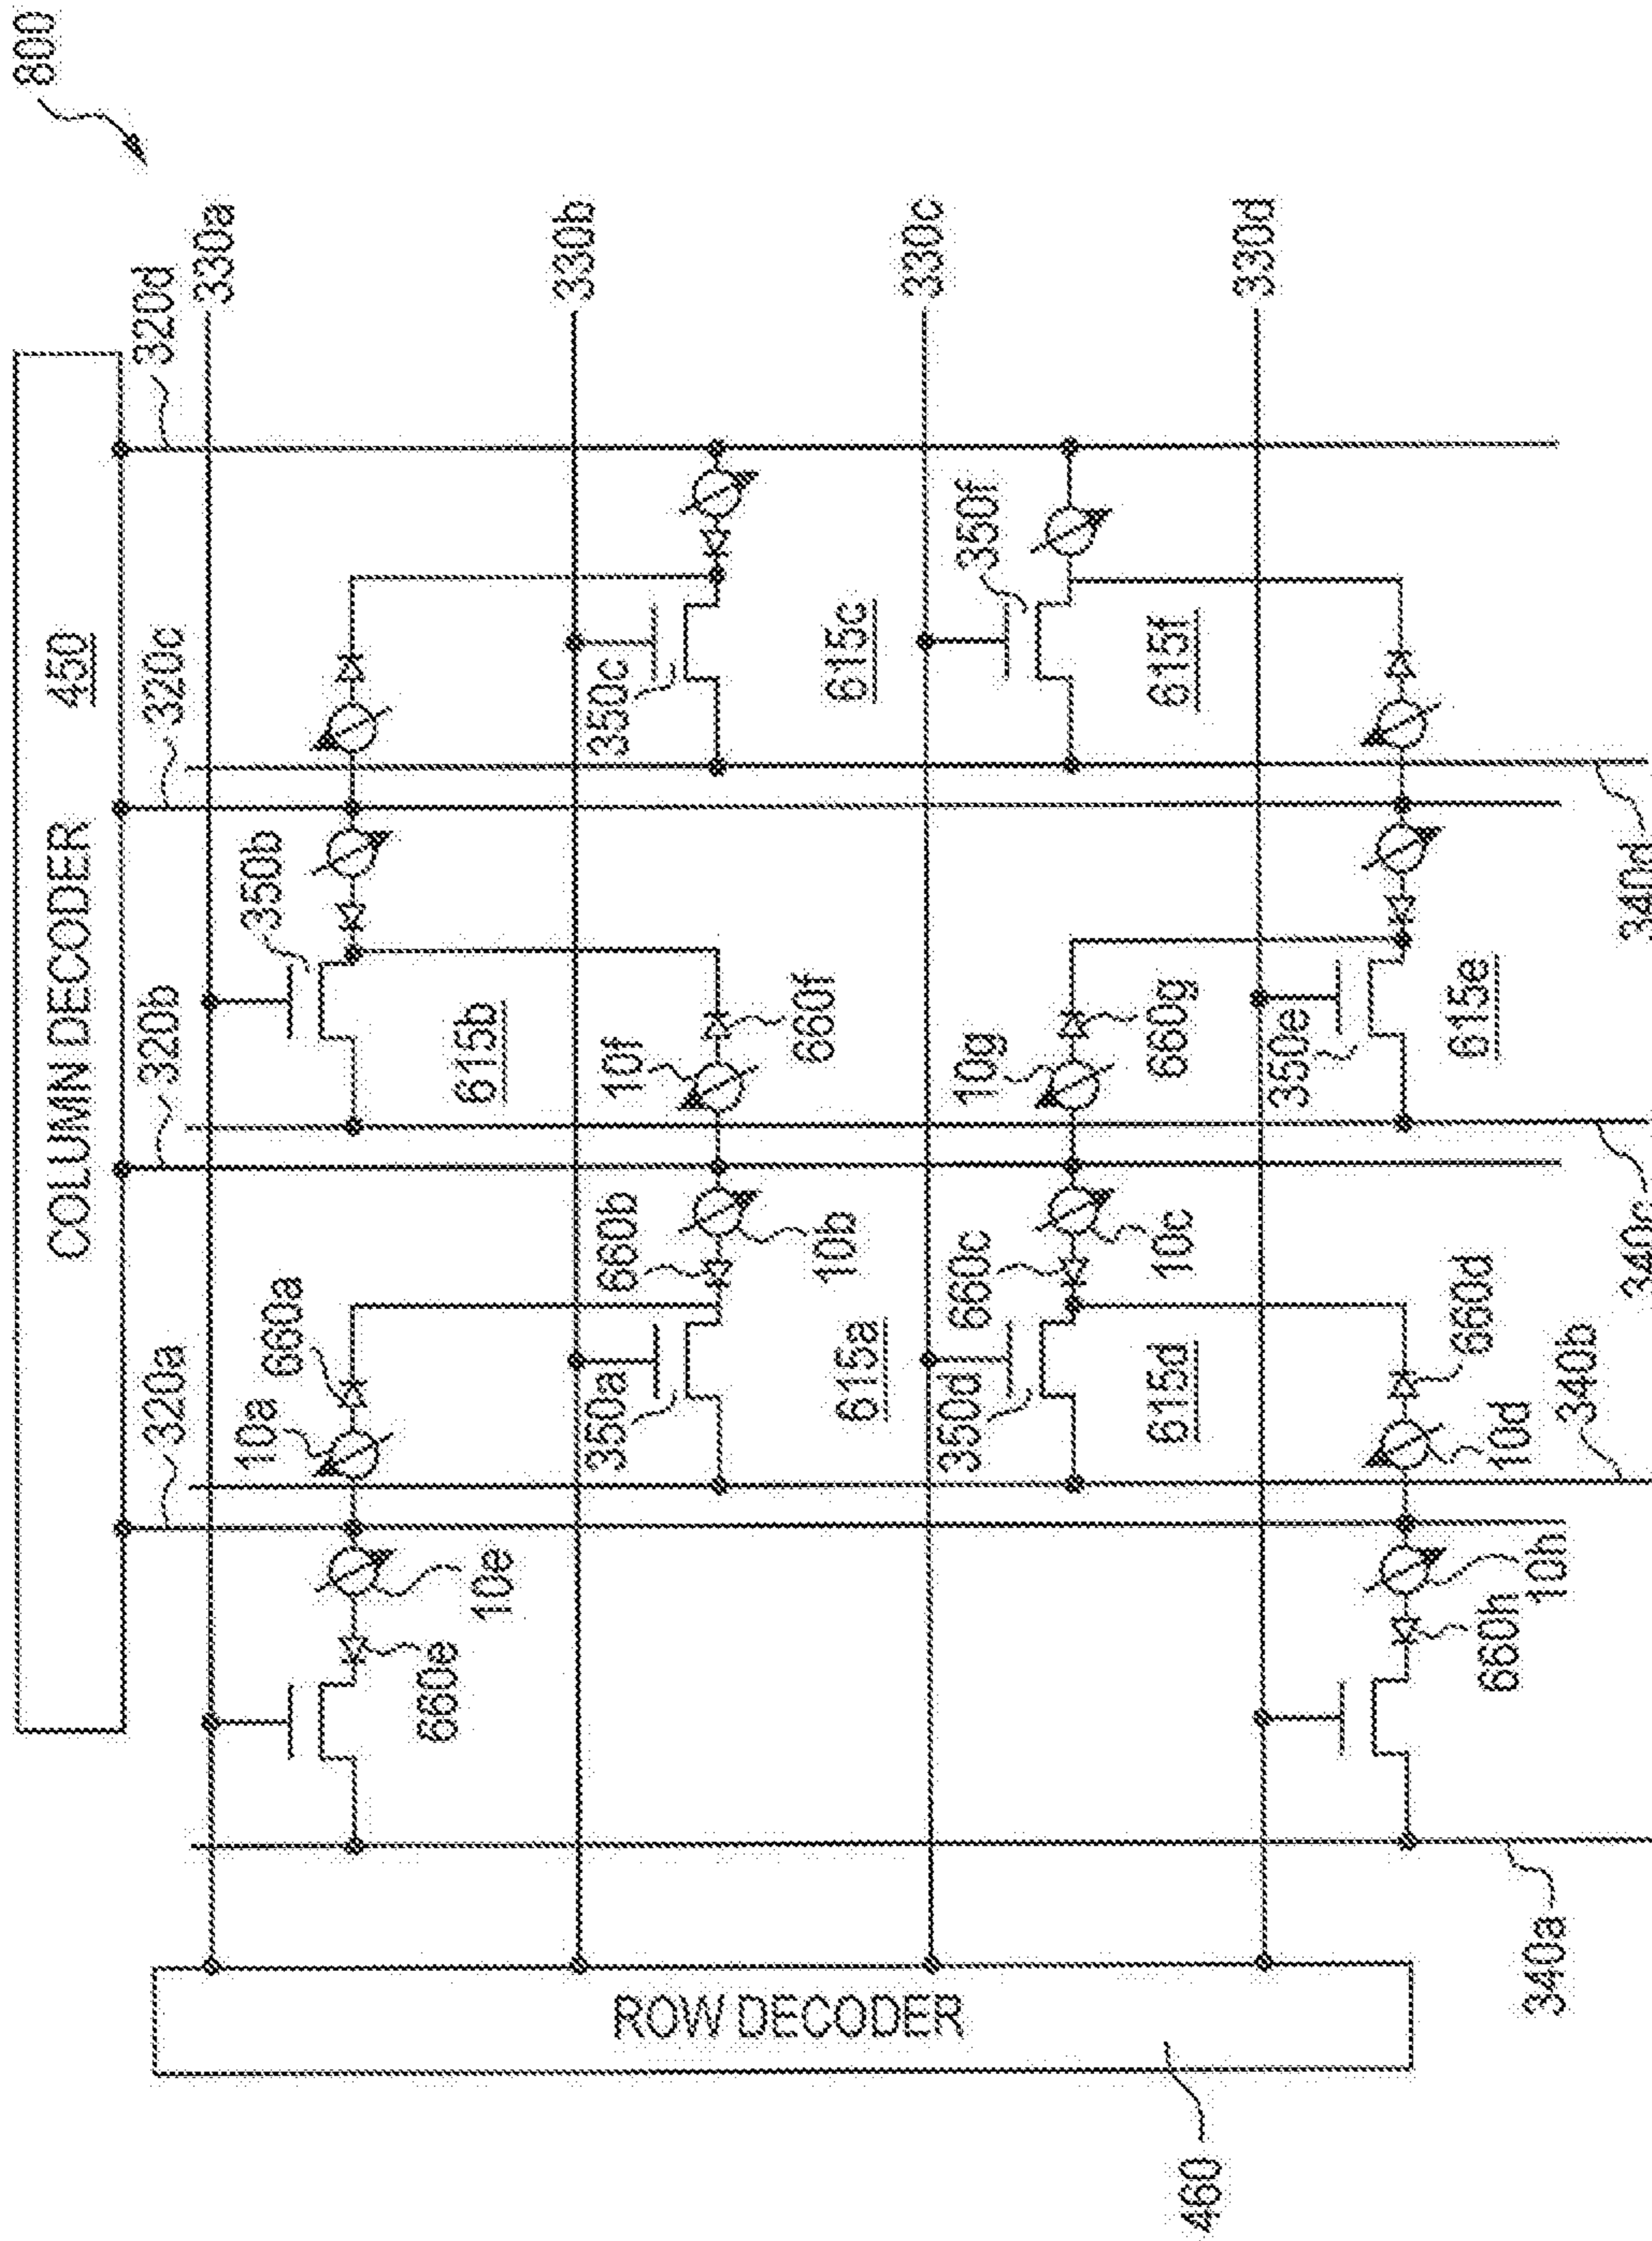 800
COLUMN DECODER
450
320a
320b
320c
320d
330a
330b
330c
330d
10a
660a
350b
10e
660e
615b
350a
660b
10f
350c
615a
10b
660f
615c
350d
660c
10g
350f
615d
10c
660g
615f
10d
660d
350e
615e
660h
10h
340a
340b
340c
340d
ROW DECODER
460